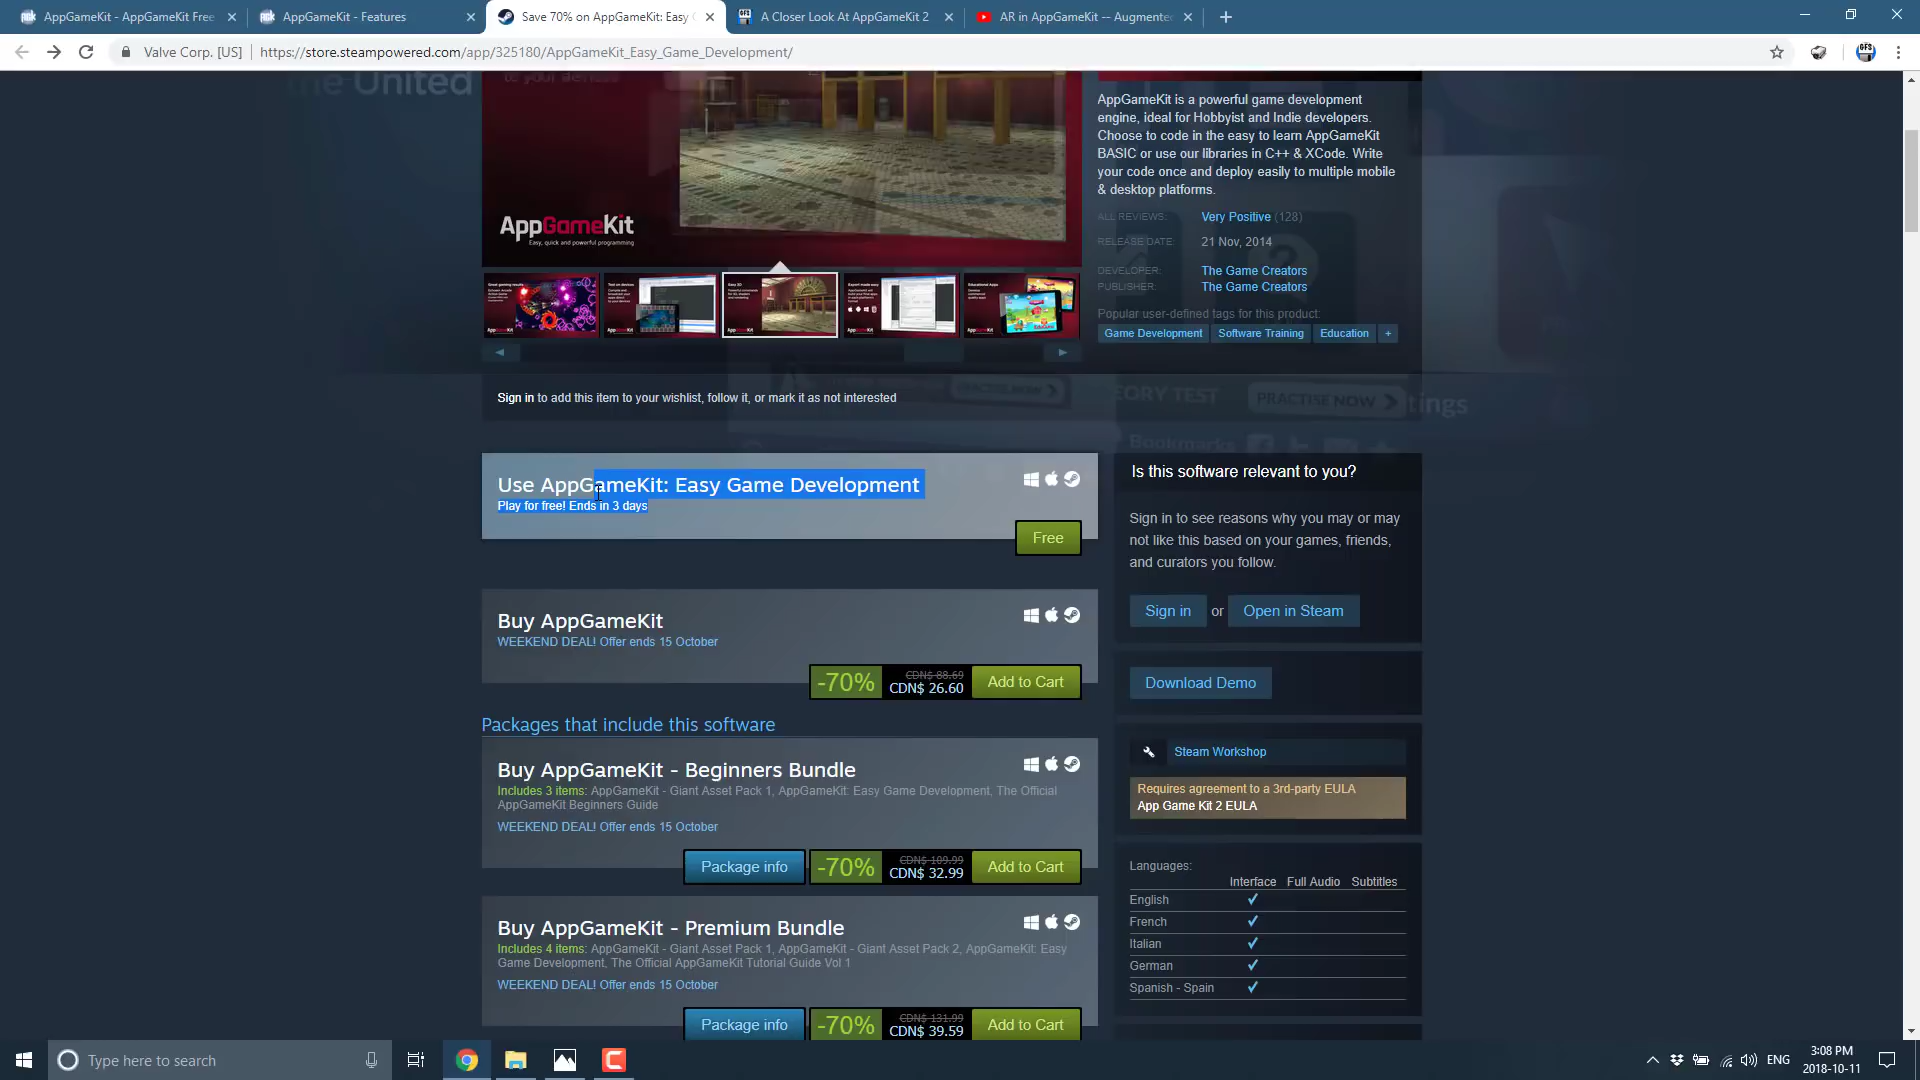 AppGameKit - AppGameKit Free
AppGameKit - Features
Save 70% on AppGameKit: Easy
A Closer Look At AppGameKit 2
AR in AppGameKit -- Augmente
Valve Corp. [US]
https://store.steampowered.com/app/325180/AppGameKit_Easy_Game_Development/
the United
AppGameKit
Easy, quick and powerful programming
AppGameKit is a powerful game development
engine, ideal for Hobbyist and Indie developers.
Choose to code in the easy to learn AppGameKit
BASIC or use our libraries in C++ & XCode. Write
your code once and deploy easily to multiple mobile
& desktop platforms.
ALL REVIEWS: Very Positive (128)
RELEASE DATE: 21 Nov, 2014
DEVELOPER: The Game Creators
PUBLISHER: The Game Creators
Popular user-defined tags for this product:
Game Development Software Training Education +
Sign in to add this item to your wishlist, follow it, or mark it as not interested
EORY TEST PRACTISE NOW tings
Bookmarks
Use AppGameKit: Easy Game Development
Play for free! Ends in 3 days
Free
Buy AppGameKit
WEEKEND DEAL! Offer ends 15 October
-70% CDN$ 88.69 CDN$ 26.60 Add to Cart
Packages that include this software
Buy AppGameKit - Beginners Bundle
Includes 3 items: AppGameKit - Giant Asset Pack 1, AppGameKit: Easy Game Development, The Official
AppGameKit Beginners Guide
WEEKEND DEAL! Offer ends 15 October
Package info -70% CDN$ 109.99 CDN$ 32.99 Add to Cart
Buy AppGameKit - Premium Bundle
Includes 4 items: AppGameKit - Giant Asset Pack 1, AppGameKit - Giant Asset Pack 2, AppGameKit: Easy
Game Development, The Official AppGameKit Tutorial Guide Vol 1
WEEKEND DEAL! Offer ends 15 October
Package info -70% CDN$ 131.99 CDN$ 39.59 Add to Cart
Is this software relevant to you?
Sign in to see reasons why you may or may
not like this based on your games, friends,
and curators you follow.
Sign in or Open in Steam
Download Demo
Steam Workshop
Requires agreement to a 3rd-party EULA
App Game Kit 2 EULA
Languages:
Interface Full Audio Subtitles
English
French
Italian
German
Spanish - Spain
Type here to search
ENG
3:08 PM
2018-10-11